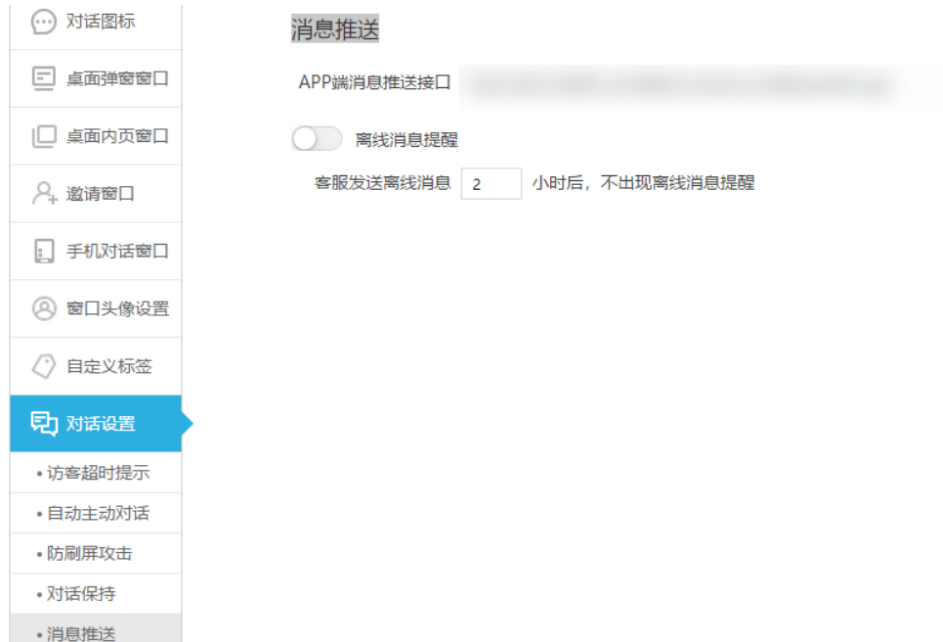 对话图标
桌面弹窗窗口
桌面内页窗口
邀请窗口
手机对话窗口
窗口头像设置
自定义标签
对话设置
•访客超时提示
•自动主动对话
•防刷屏攻击
•对话保持
•消息推送
消息推送
APP端消息推送接口
离线消息提醒
客服发送离线消息 2 小时后，不出现离线消息提醒